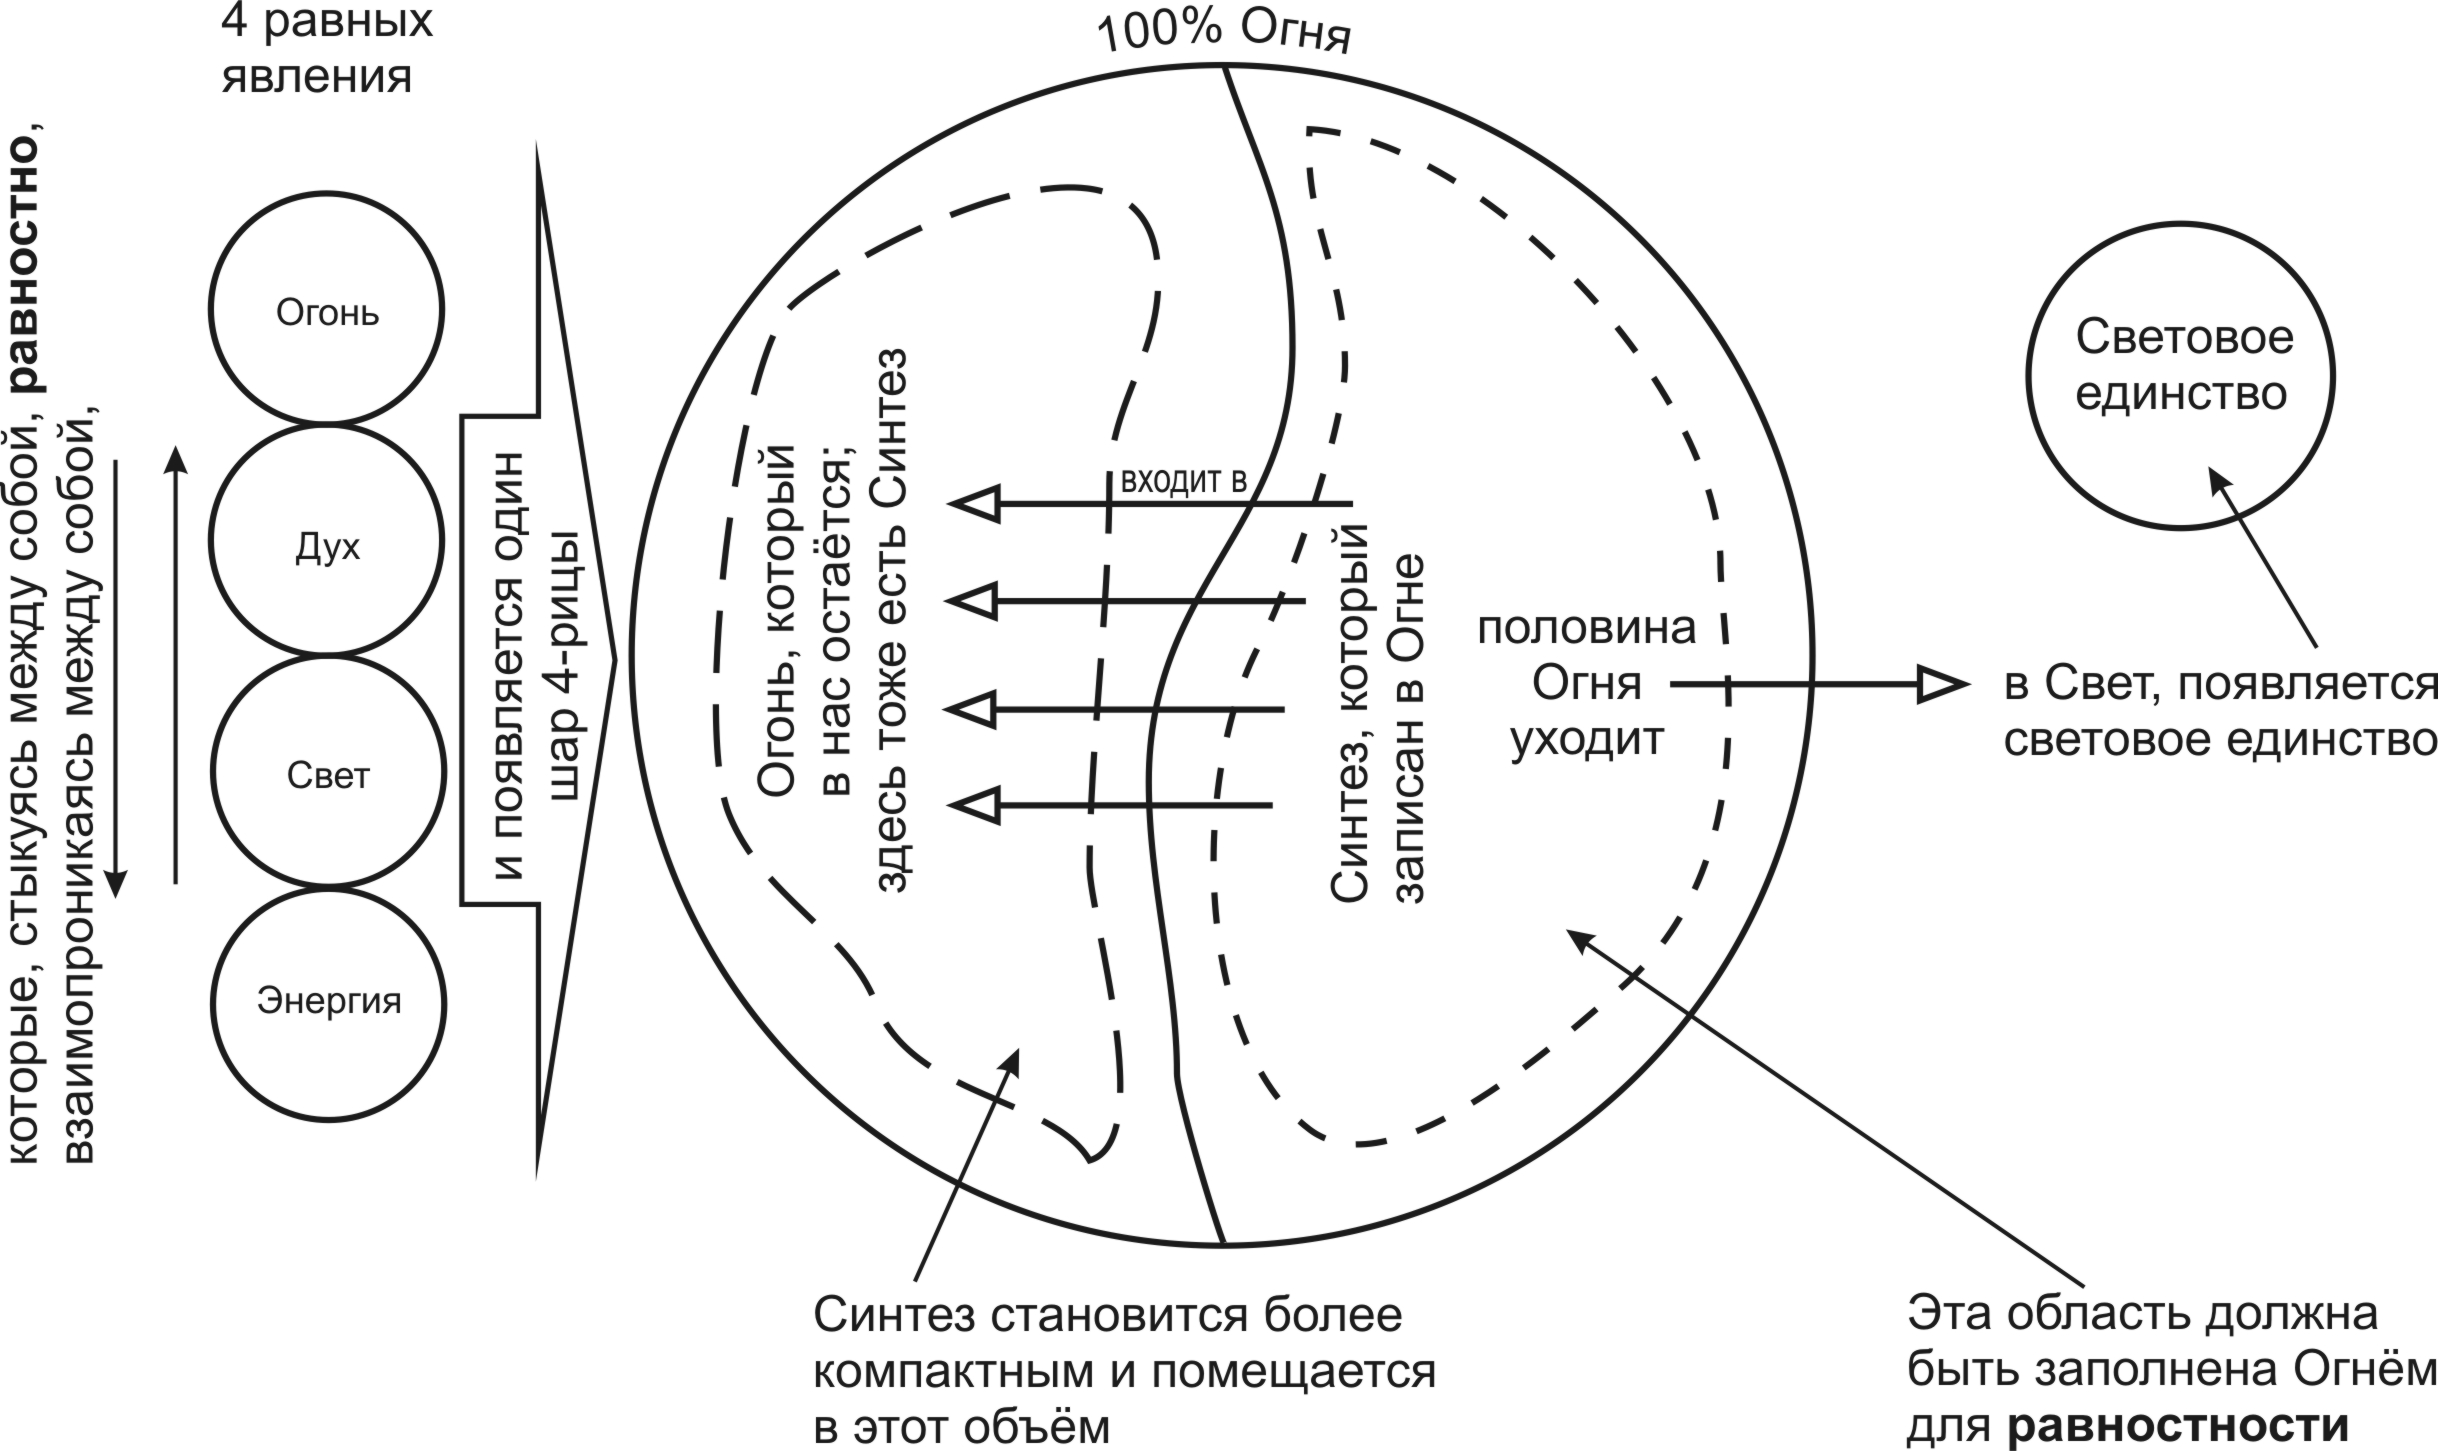 4 равных
явления
которые, стыкуясь между собой, равностно,
взаимопроникаясь между собой,
Огонь
Дух
Свет
Энергия
и появляется один
шар 4-рицы
100% Огня
Огонь, который
в нас остаётся;
здесь тоже есть Синтез
входит в
Синтез, который
записан в Огне
половина
Огня
уходит
Световое
единство
в Свет, появляется
световое единство
Синтез становится более
компактным и помещается
в этот объём
Эта область должна
быть заполнена Огнём
для равностности